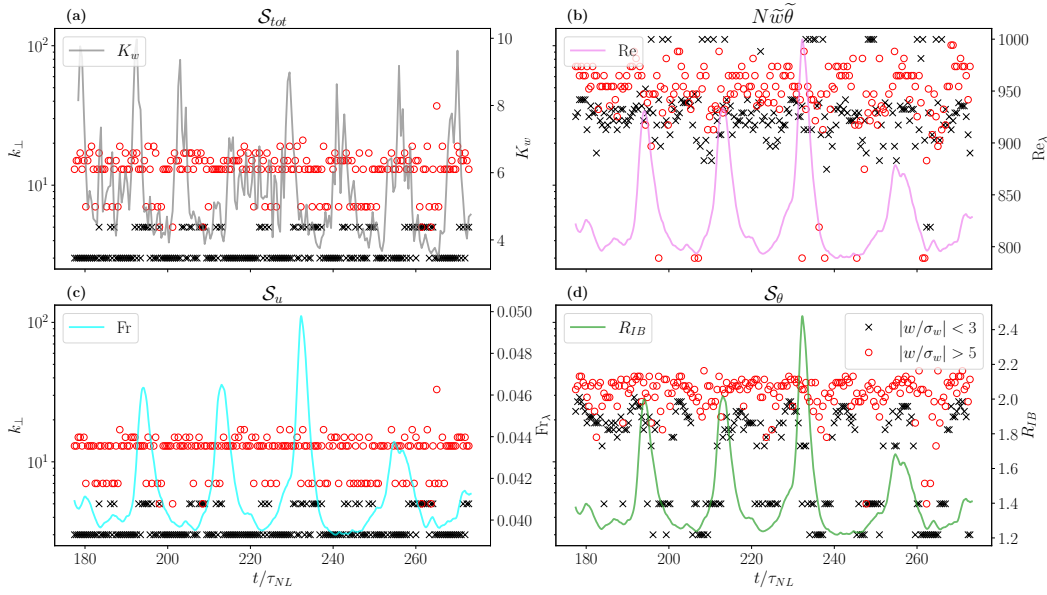 (a) 𝒮_tot
(b) N w̃ θ̃
K_w
Re
10²
10¹
k_⊥
10
8
6
4
K_w
1000
950
900
850
800
Re_λ
(c) 𝒮_u
(d) 𝒮_θ
Fr
R_IB
|w/σ_w| < 3
|w/σ_w| > 5
10²
10¹
k_⊥
0.050
0.048
0.046
0.044
0.042
0.040
Fr_λ
2.4
2.2
2.0
1.8
1.6
1.4
1.2
R_IB
180 200 220 240 260
180 200 220 240 260
t/τ_NL
t/τ_NL